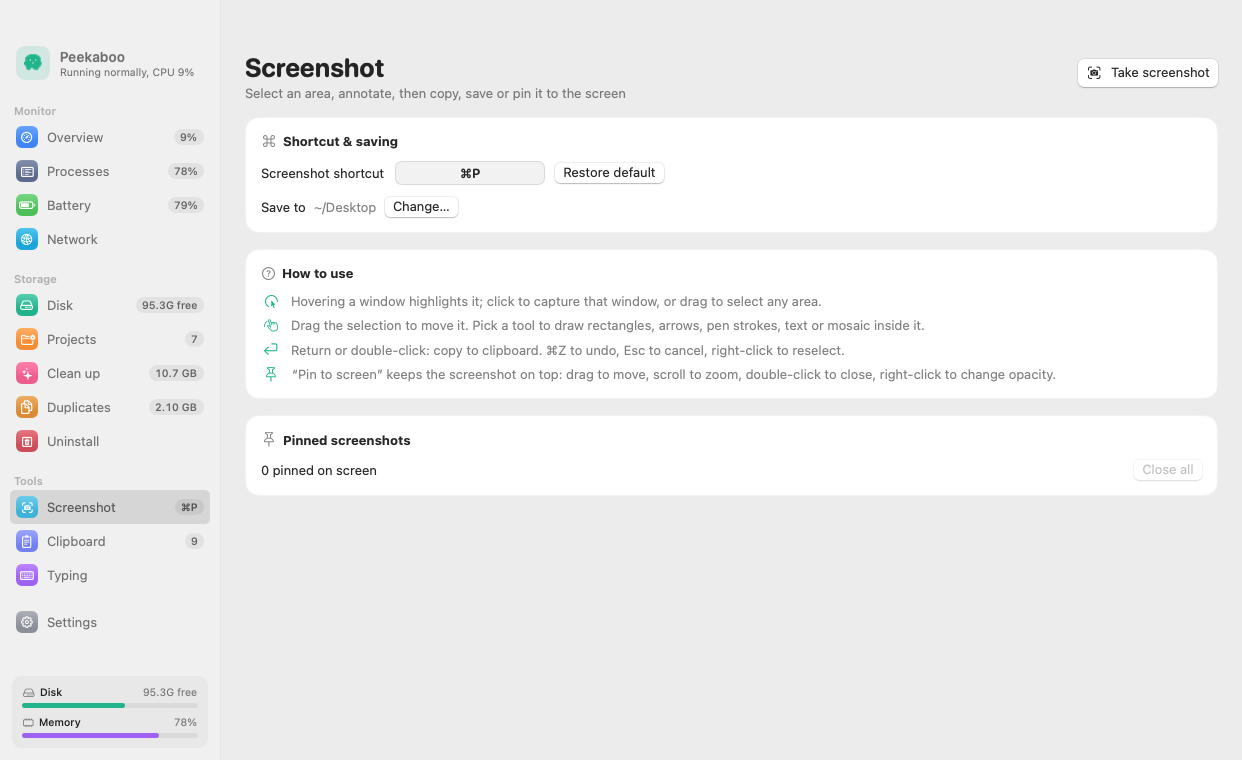 Peekaboo
Running normally, CPU 9%
Monitor
Overview 9%
Processes 78%
Battery 79%
Network
Storage
Disk 95.3G free
Projects 7
Clean up 10.7 GB
Duplicates 2.10 GB
Uninstall
Tools
Screenshot ⌘P
Clipboard 9
Typing
Settings
Disk 95.3G free
Memory 78%
Screenshot
Select an area, annotate, then copy, save or pin it to the screen
Take screenshot
⌘ Shortcut & saving
Screenshot shortcut ⌘P Restore default
Save to ~/Desktop Change...
How to use
Hovering a window highlights it; click to capture that window, or drag to select any area.
Drag the selection to move it. Pick a tool to draw rectangles, arrows, pen strokes, text or mosaic inside it.
Return or double-click: copy to clipboard. ⌘Z to undo, Esc to cancel, right-click to reselect.
“Pin to screen” keeps the screenshot on top: drag to move, scroll to zoom, double-click to close, right-click to change opacity.
Pinned screenshots
0 pinned on screen Close all